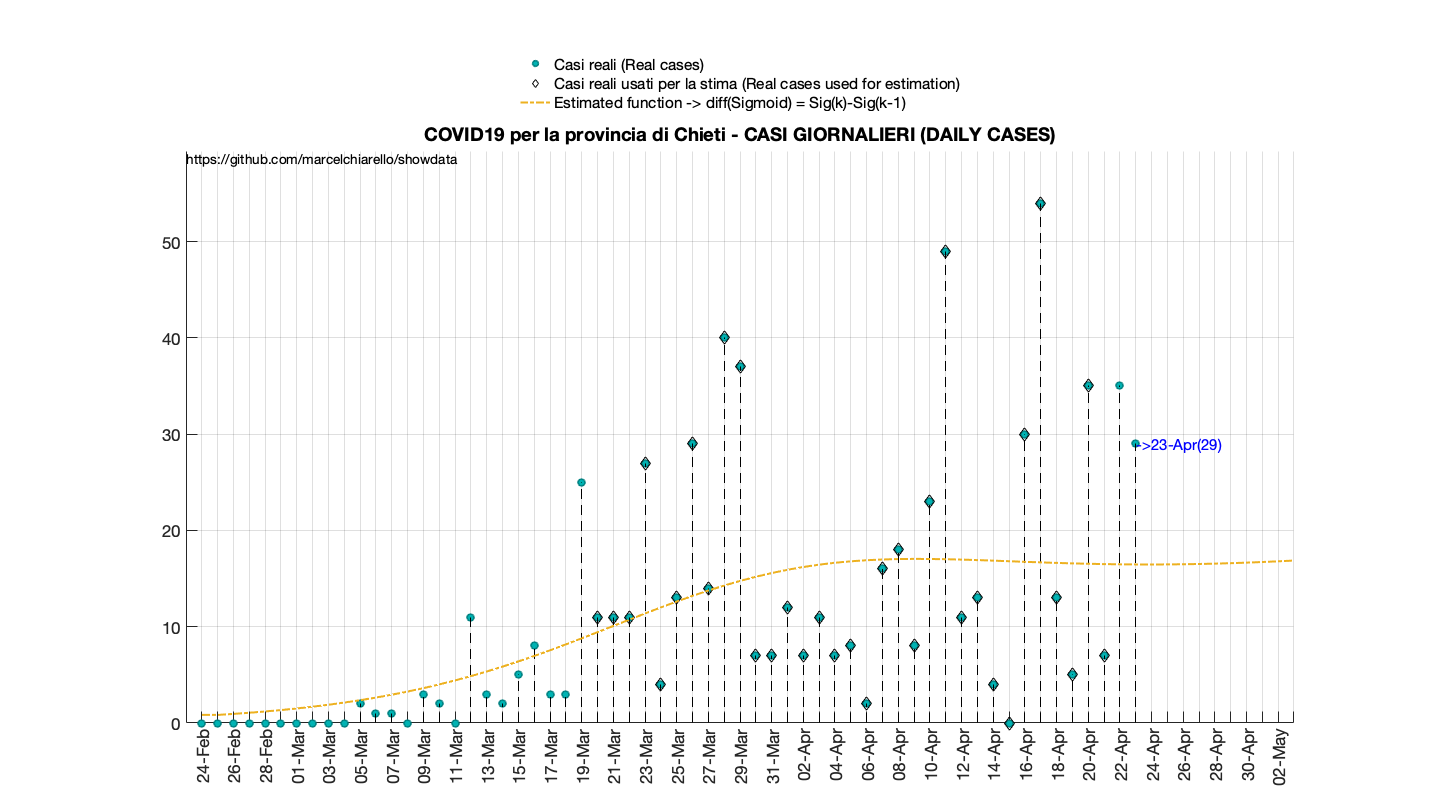 Casi reali (Real cases)
Casi reali usati per la stima (Real cases used for estimation)
Estimated function -> diff(Sigmoid) = Sig(k)-Sig(k-1)
COVID19 per la provincia di Chieti - CASI GIORNALIERI (DAILY CASES)
https://github.com/marcelchiarello/showdata
50
40
30
->23-Apr(29)
20
10
0
24-Feb
26-Feb
28-Feb
01-Mar
03-Mar
05-Mar
07-Mar
09-Mar
11-Mar
13-Mar
15-Mar
17-Mar
19-Mar
21-Mar
23-Mar
25-Mar
27-Mar
29-Mar
31-Mar
02-Apr
04-Apr
06-Apr
08-Apr
10-Apr
12-Apr
14-Apr
16-Apr
18-Apr
20-Apr
22-Apr
24-Apr
26-Apr
28-Apr
30-Apr
02-May